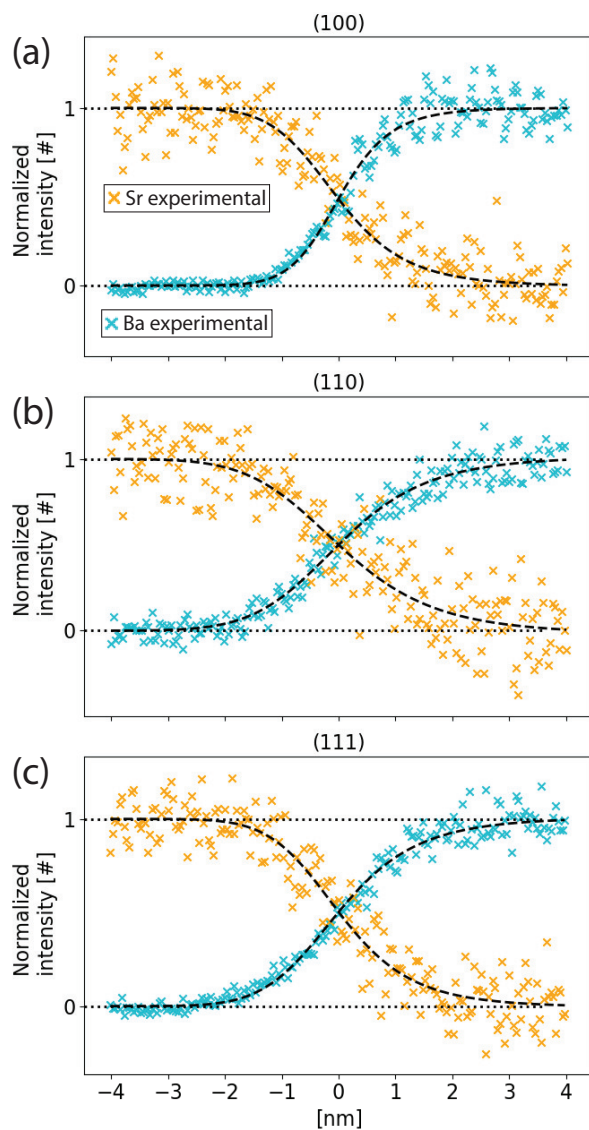 (100)
(a)
1
Normalized
intensity [#]
Sr experimental
0
Ba experimental
(110)
(b)
1
Normalized
intensity [#]
0
(111)
(c)
1
Normalized
intensity [#]
0
−4 −3 −2 −1 0 1 2 3 4
[nm]